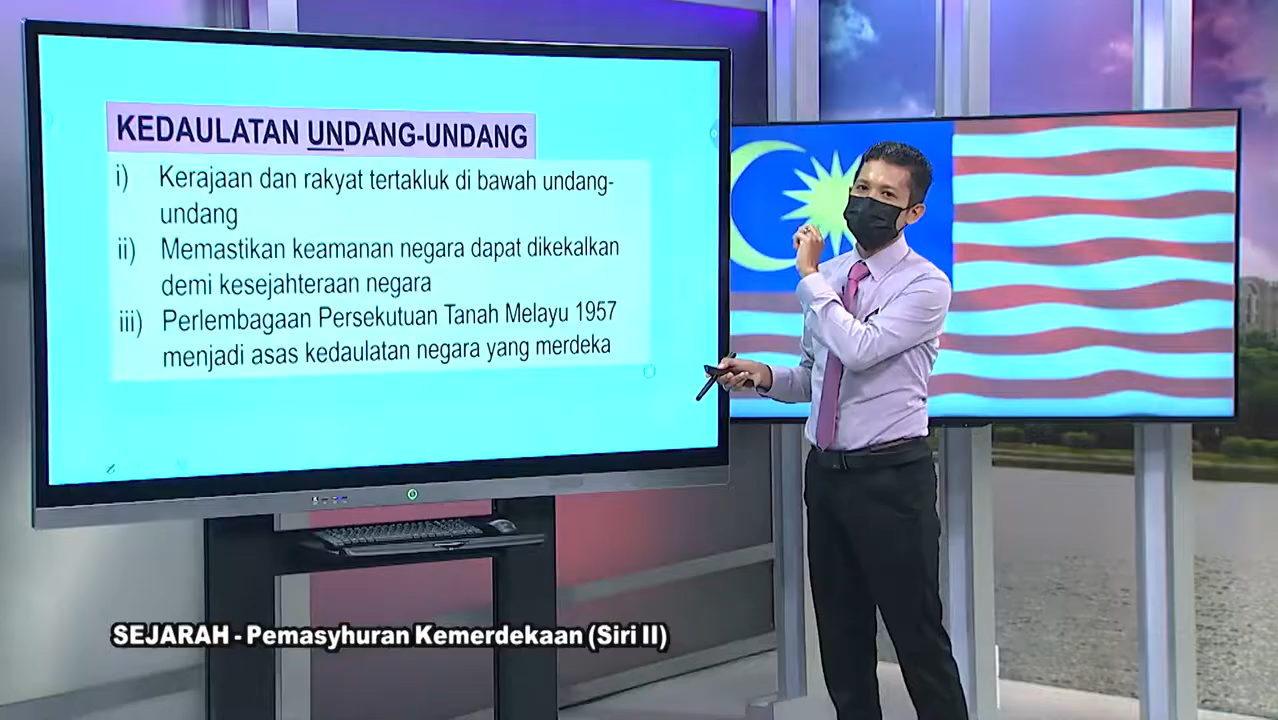 KEDAULATAN UNDANG-UNDANG
i) Kerajaan dan rakyat tertakluk di bawah undang-
undang
ii) Memastikan keamanan negara dapat dikekalkan
demi kesejahteraan negara
iii) Perlembagaan Persekutuan Tanah Melayu 1957
menjadi asas kedaulatan negara yang merdeka
SEJARAH - Pemasyhuran Kemerdekaan (Siri II)